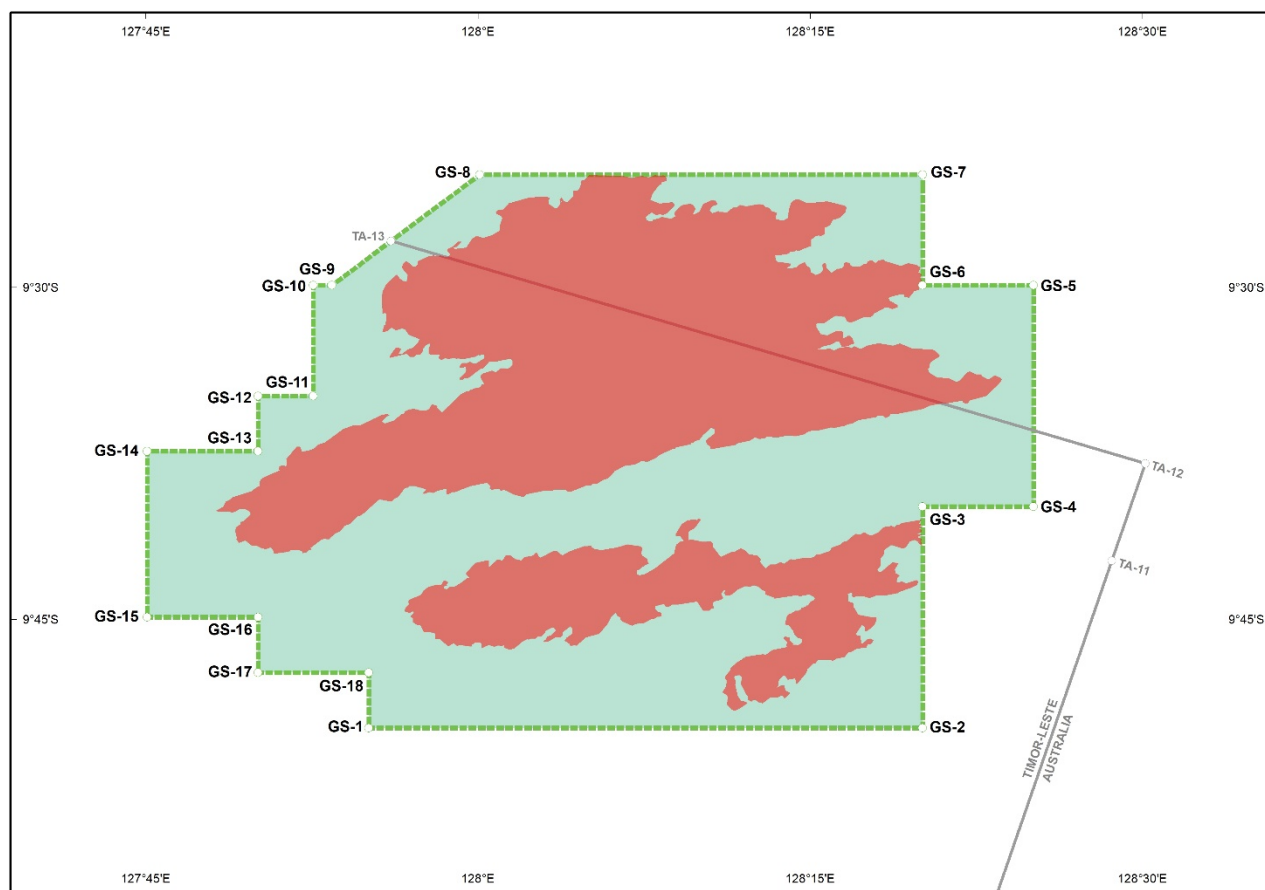 127°45'E
128°E
128°15'E
128°30'E
GS-8
GS-7
TA-13
GS-9
GS-10
GS-6
GS-5
9°30'S
9°30'S
GS-11
GS-12
GS-13
GS-14
TA-12
GS-3
GS-4
TA-11
GS-15
GS-16
9°45'S
9°45'S
GS-17
GS-18
GS-1
GS-2
TIMOR-LESTE
AUSTRALIA
127°45'E
128°E
128°15'E
128°30'E